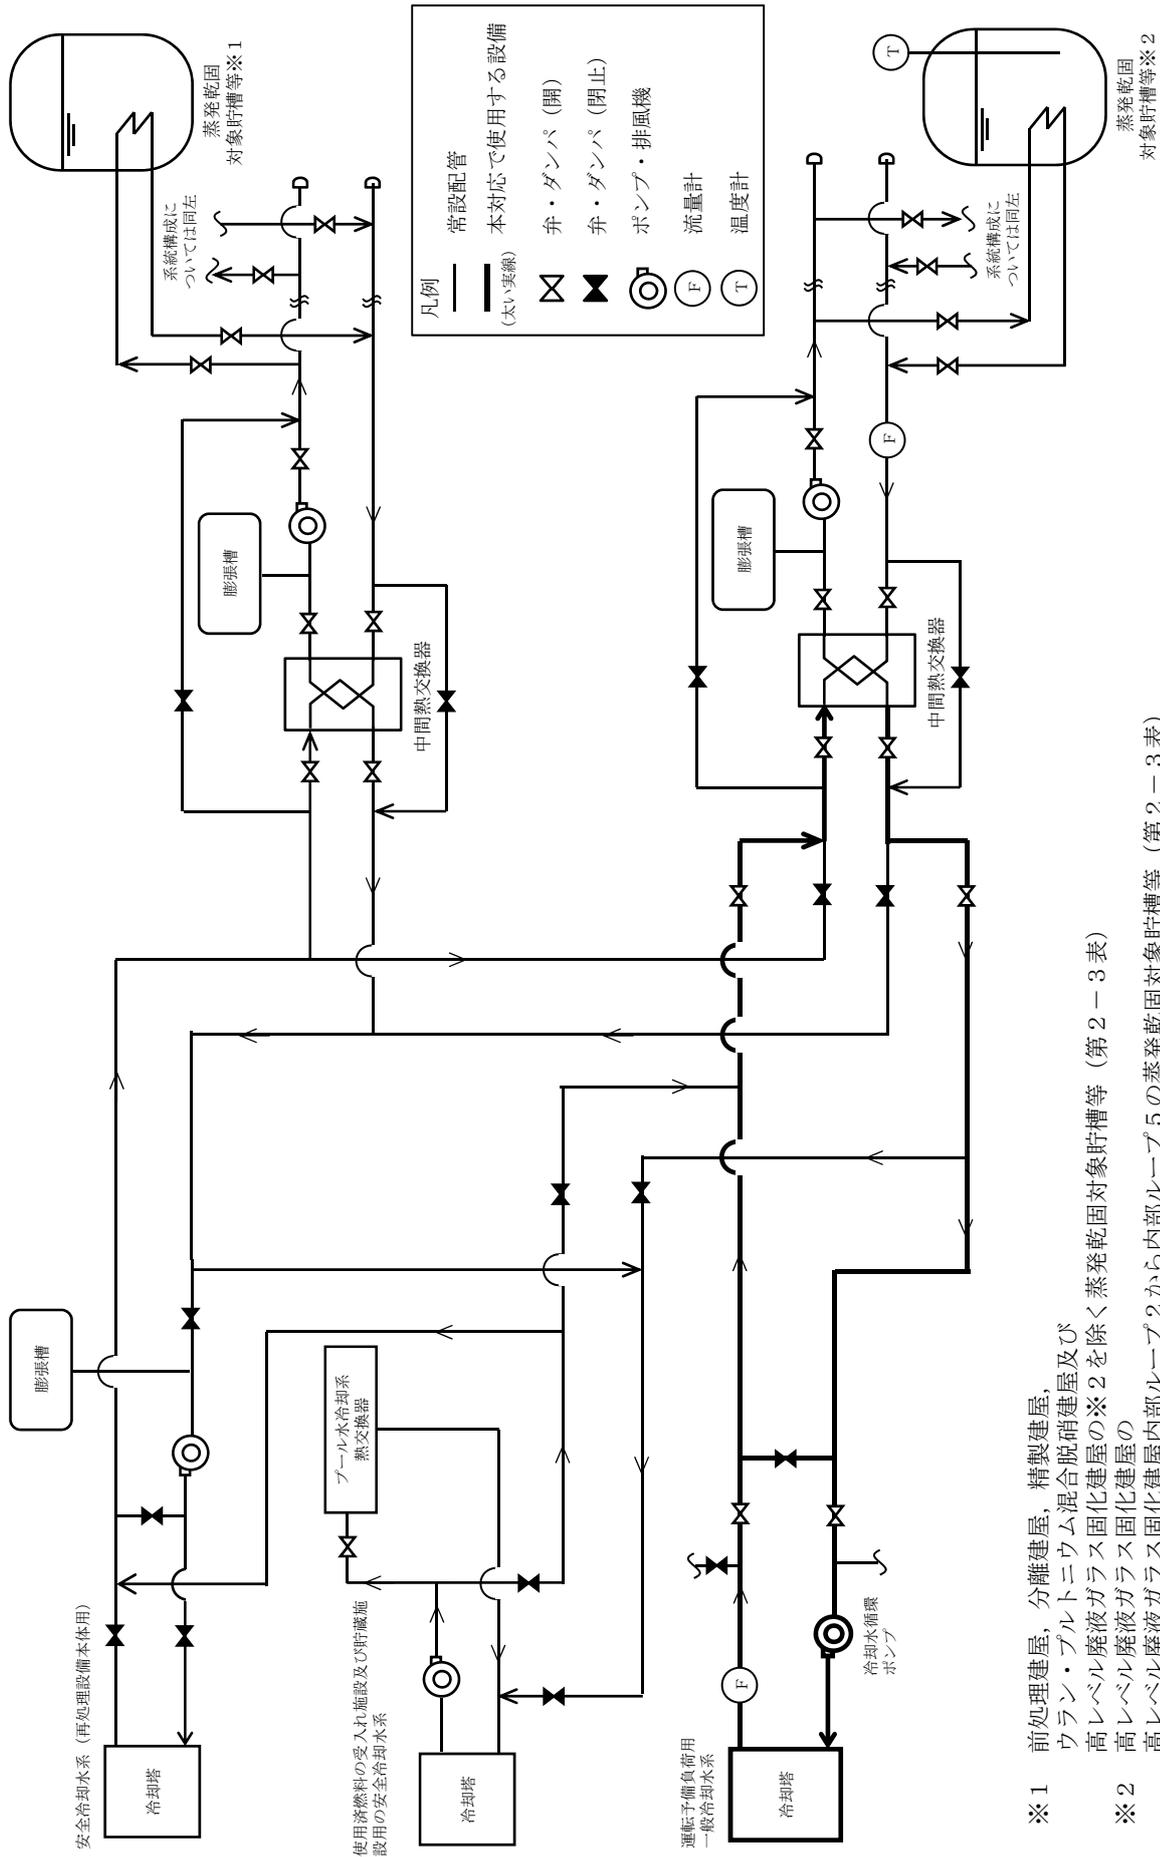 安全冷却水系（再処理設備本体用）
冷却塔
膨張槽
使用済燃料の受入れ施設及び貯蔵施
設用の安全冷却水系
冷却塔
プール水冷却系
熱交換器
運転予備負荷用
一般冷却水系
冷却塔
F
冷却水循環
ポンプ
膨張槽
中間熱交換器
系統構成に
ついては同左
蒸発乾固
対象貯槽等※１
凡例
常設配管
（太い実線）
本対応で使用する設備
弁・ダンパ（開）
弁・ダンパ（閉止）
ポンプ・排風機
F
流量計
T
温度計
膨張槽
中間熱交換器
F
系統構成に
ついては同左
T
蒸発乾固
対象貯槽等※２
※１　前処理建屋，分離建屋，精製建屋，
ウラン・プルトニウム混合脱硝建屋及び
高レベル廃液ガラス固化建屋の※２を除く蒸発乾固対象貯槽等（第２－３表）
※２　高レベル廃液ガラス固化建屋の
高レベル廃液ガラス固化建屋内部ループ２から内部ループ５の蒸発乾固対象貯槽等（第２－３表）